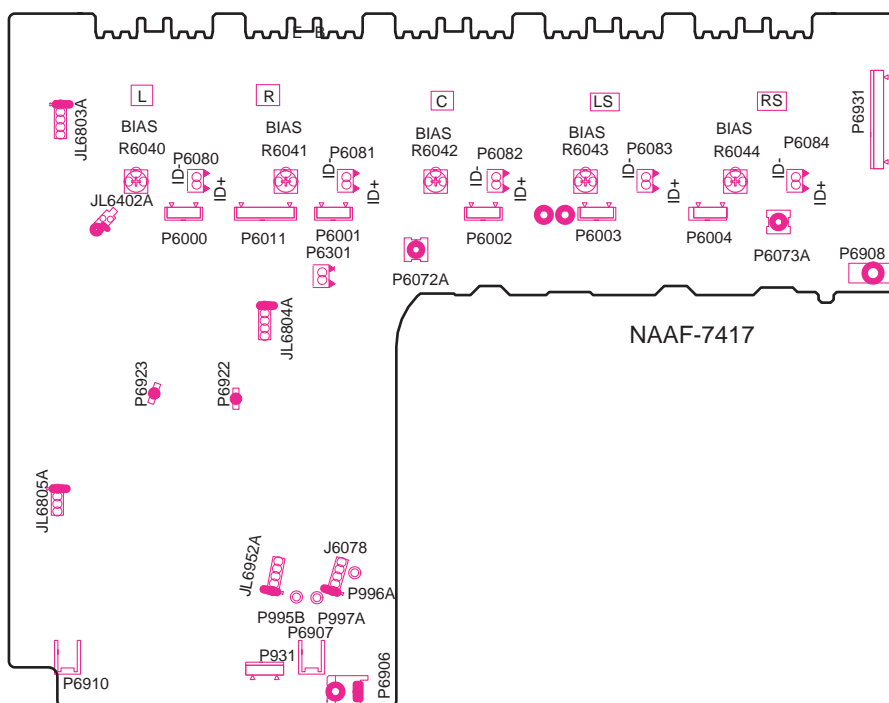 E B
L
R
C
LS
RS
P6931
JL6803A
BIAS
R6040
P6080
ID-
ID+
BIAS
R6041
P6081
ID-
ID+
BIAS
R6042
P6082
ID-
ID+
BIAS
R6043
P6083
ID-
ID+
BIAS
R6044
P6084
ID-
ID+
JL6402A
P6000
P6011
P6001
P6301
P6002
P6003
P6004
P6072A
P6073A
P6908
JL6804A
NAAF-7417
P6923
P6922
JL6805A
JL6952A
J6078
P996A
P995B
P997A
P6907
P931
P6906
P6910